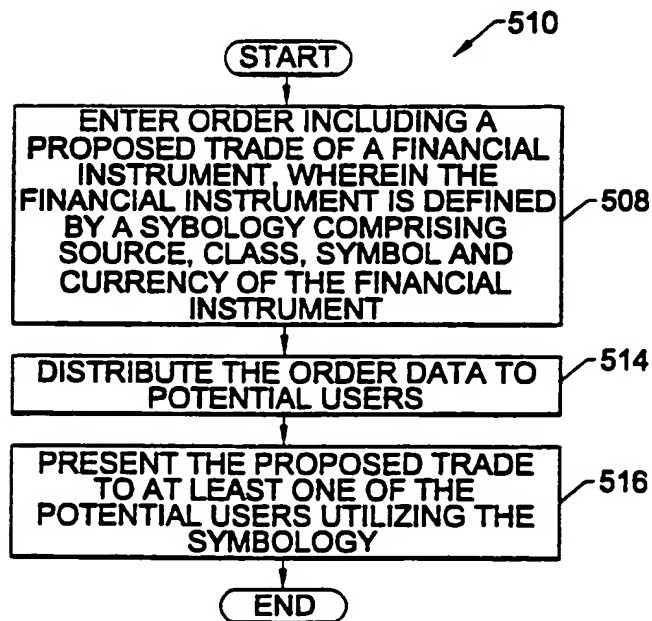 510
START
ENTER ORDER INCLUDING A
PROPOSED TRADE OF A FINANCIAL
INSTRUMENT, WHEREIN THE
FINANCIAL INSTRUMENT IS DEFINED
BY A SYBOLOGY COMPRISING
SOURCE, CLASS, SYMBOL AND
CURRENCY OF THE FINANCIAL
INSTRUMENT
508
DISTRIBUTE THE ORDER DATA TO
POTENTIAL USERS
514
PRESENT THE PROPOSED TRADE
TO AT LEAST ONE OF THE
POTENTIAL USERS UTILIZING THE
SYMBOLOGY
516
END